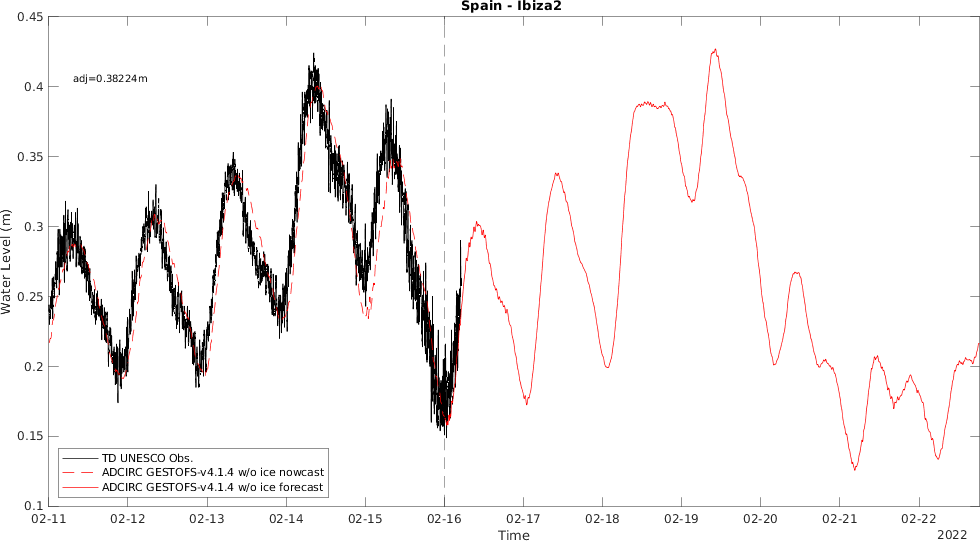 Spain - Ibiza2
0.45
0.4
0.35
0.3
0.25
0.2
0.15
0.1
Water Level (m)
adj=0.38224m
TD UNESCO Obs.
ADCIRC GESTOFS-v4.1.4 w/o ice nowcast
ADCIRC GESTOFS-v4.1.4 w/o ice forecast
02-11 02-12 02-13 02-14 02-15 02-16 02-17 02-18 02-19 02-20 02-21 02-22
Time
2022